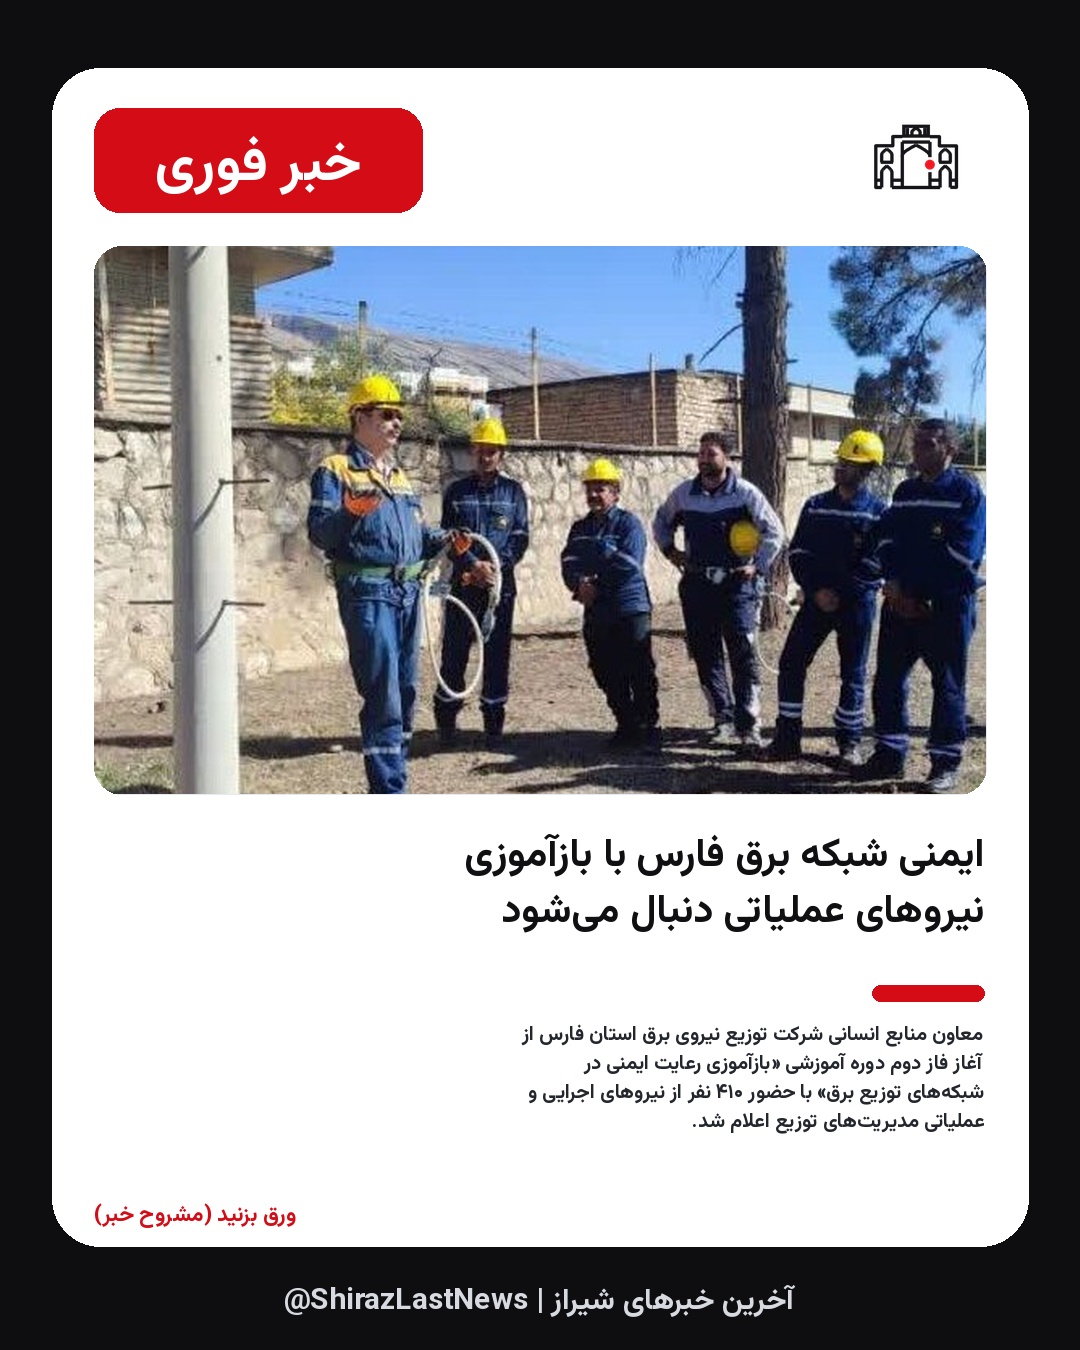 خبر فوری
ایمنی شبکه برق فارس با بازآموزی
نیروهای عملیاتی دنبال می‌شود
معاون منابع انسانی شرکت توزیع نیروی برق استان فارس از
آغاز فاز دوم دوره آموزشی «بازآموزی رعایت ایمنی در
شبکه‌های توزیع برق» با حضور ۴۱۰ نفر از نیروهای اجرایی و
عملیاتی مدیریت‌های توزیع اعلام شد.
ورق بزنید (مشروح خبر)
آخرین خبرهای شیراز | @ShirazLastNews